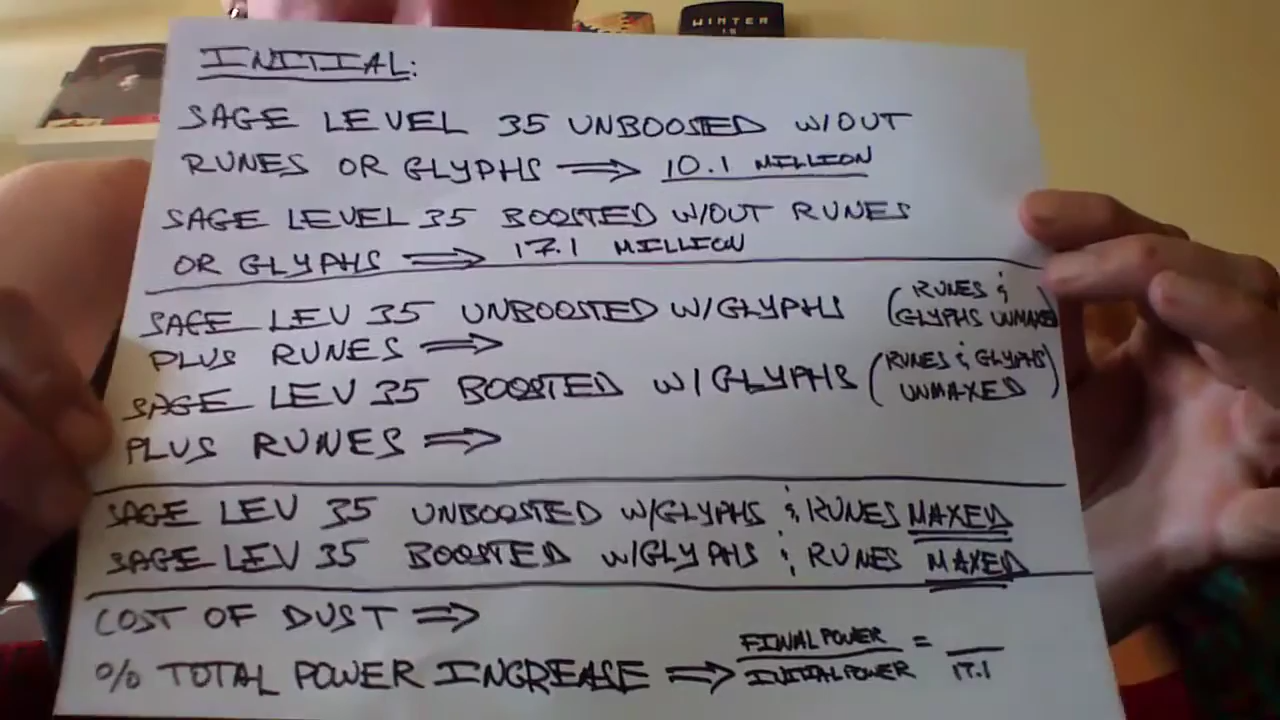 WINTER
IS
INITIAL:
SAGE LEVEL 35 UNBOOSTED W/OUT
RUNES OR GLYPHS ⇒ 10.1 MILLION
SAGE LEVEL 35 BOOSTED W/OUT RUNES
OR GLYPHS ⇒ 17.1 MILLION
SAGE LEV 35 UNBOOSTED W/GLYPHS (RUNES &
GLYPHS UNMAXED
PLUS RUNES ⇒
SAGE LEV 35 BOOSTED W/GLYPHS (RUNES & GLYPHS
UNMAXED)
PLUS RUNES ⇒
SAGE LEV 35 UNBOOSTED W/GLYPHS & RUNES MAXED
SAGE LEV 35 BOOSTED W/GLYPHS & RUNES MAXED
COST OF DUST ⇒
% TOTAL POWER INCREASE ⇒ FINAL POWER / INITIAL POWER = __ / 17.1